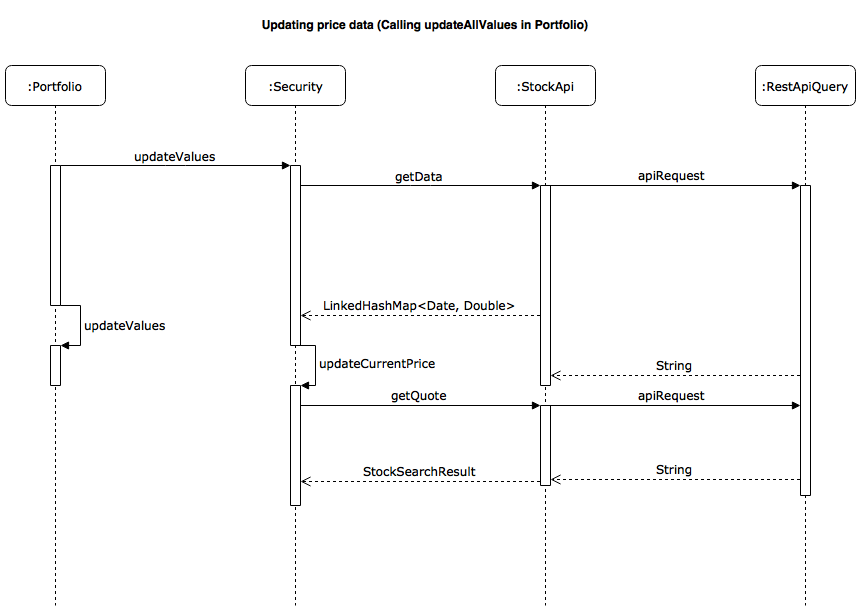 Updating price data (Calling updateAllValues in Portfolio)
:Portfolio
:Security
:StockApi
:RestApiQuery
updateValues
getData
apiRequest
LinkedHashMap<Date, Double>
updateValues
updateCurrentPrice
String
getQuote
apiRequest
StockSearchResult
String